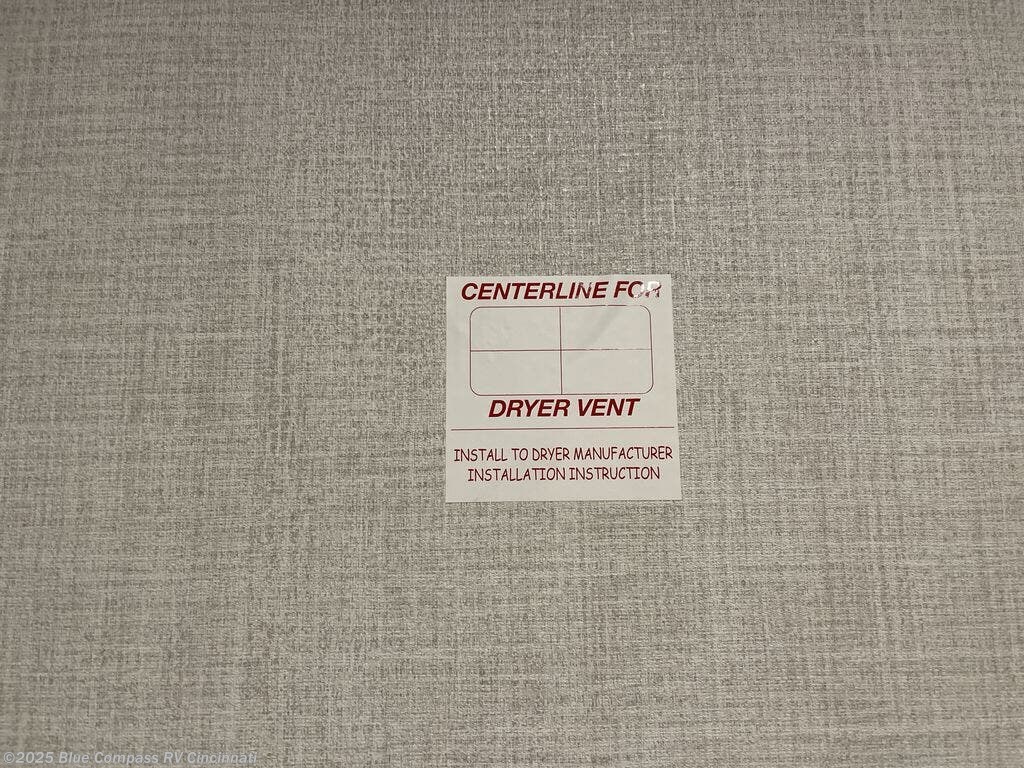 CENTERLINE FOR
DRYER VENT
INSTALL TO DRYER MANUFACTURER
INSTALLATION INSTRUCTION
©2025 Blue Compass RV Cincinnati